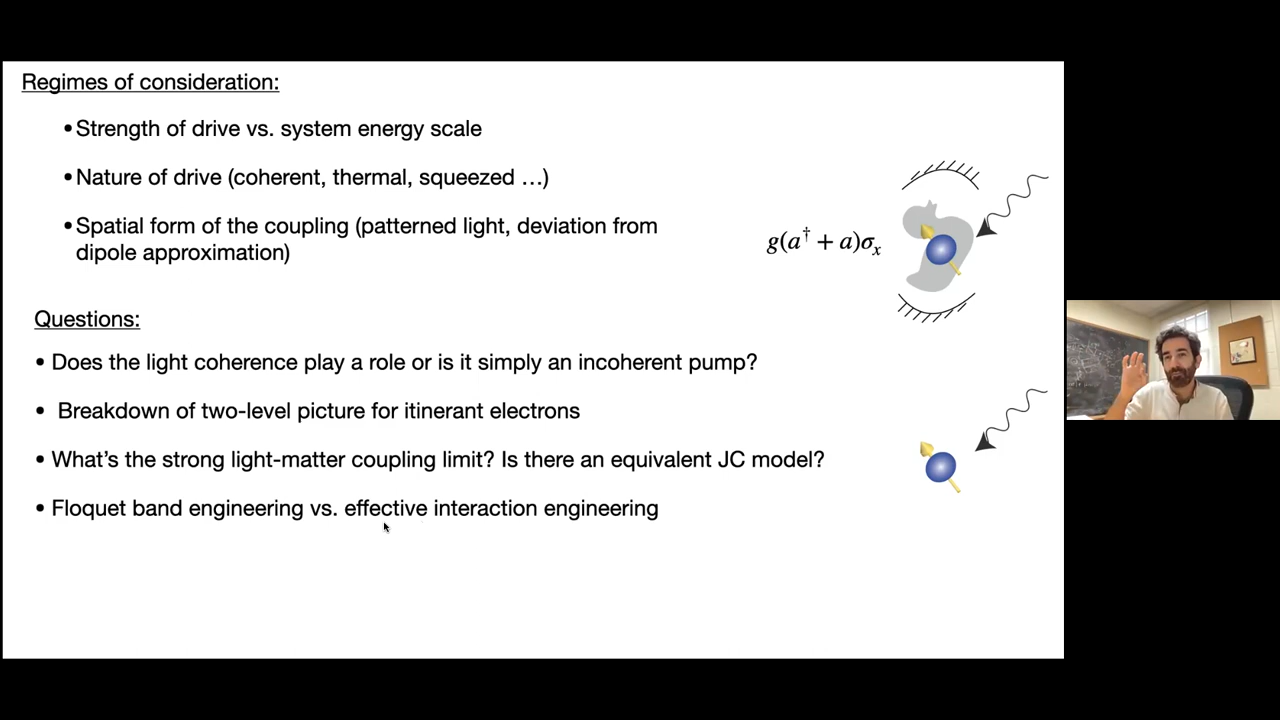 Regimes of consideration:
•Strength of drive vs. system energy scale
•Nature of drive (coherent, thermal, squeezed …)
•Spatial form of the coupling (patterned light, deviation from
dipole approximation)
g(a† + a)σₓ
Questions:
• Does the light coherence play a role or is it simply an incoherent pump?
• Breakdown of two-level picture for itinerant electrons
• What’s the strong light-matter coupling limit? Is there an equivalent JC model?
• Floquet band engineering vs. effective interaction engineering